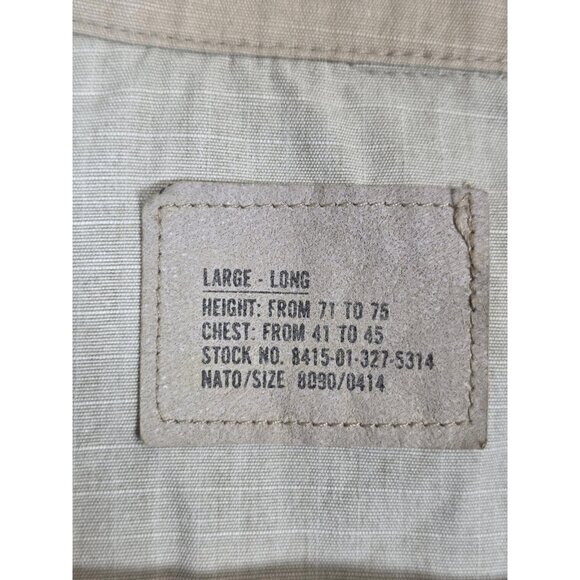 LARGE - LONG
HEIGHT: FROM 71 TO 75
CHEST: FROM 41 TO 45
STOCK NO. 8415-01-327-5314
NATO/SIZE 8090/0414